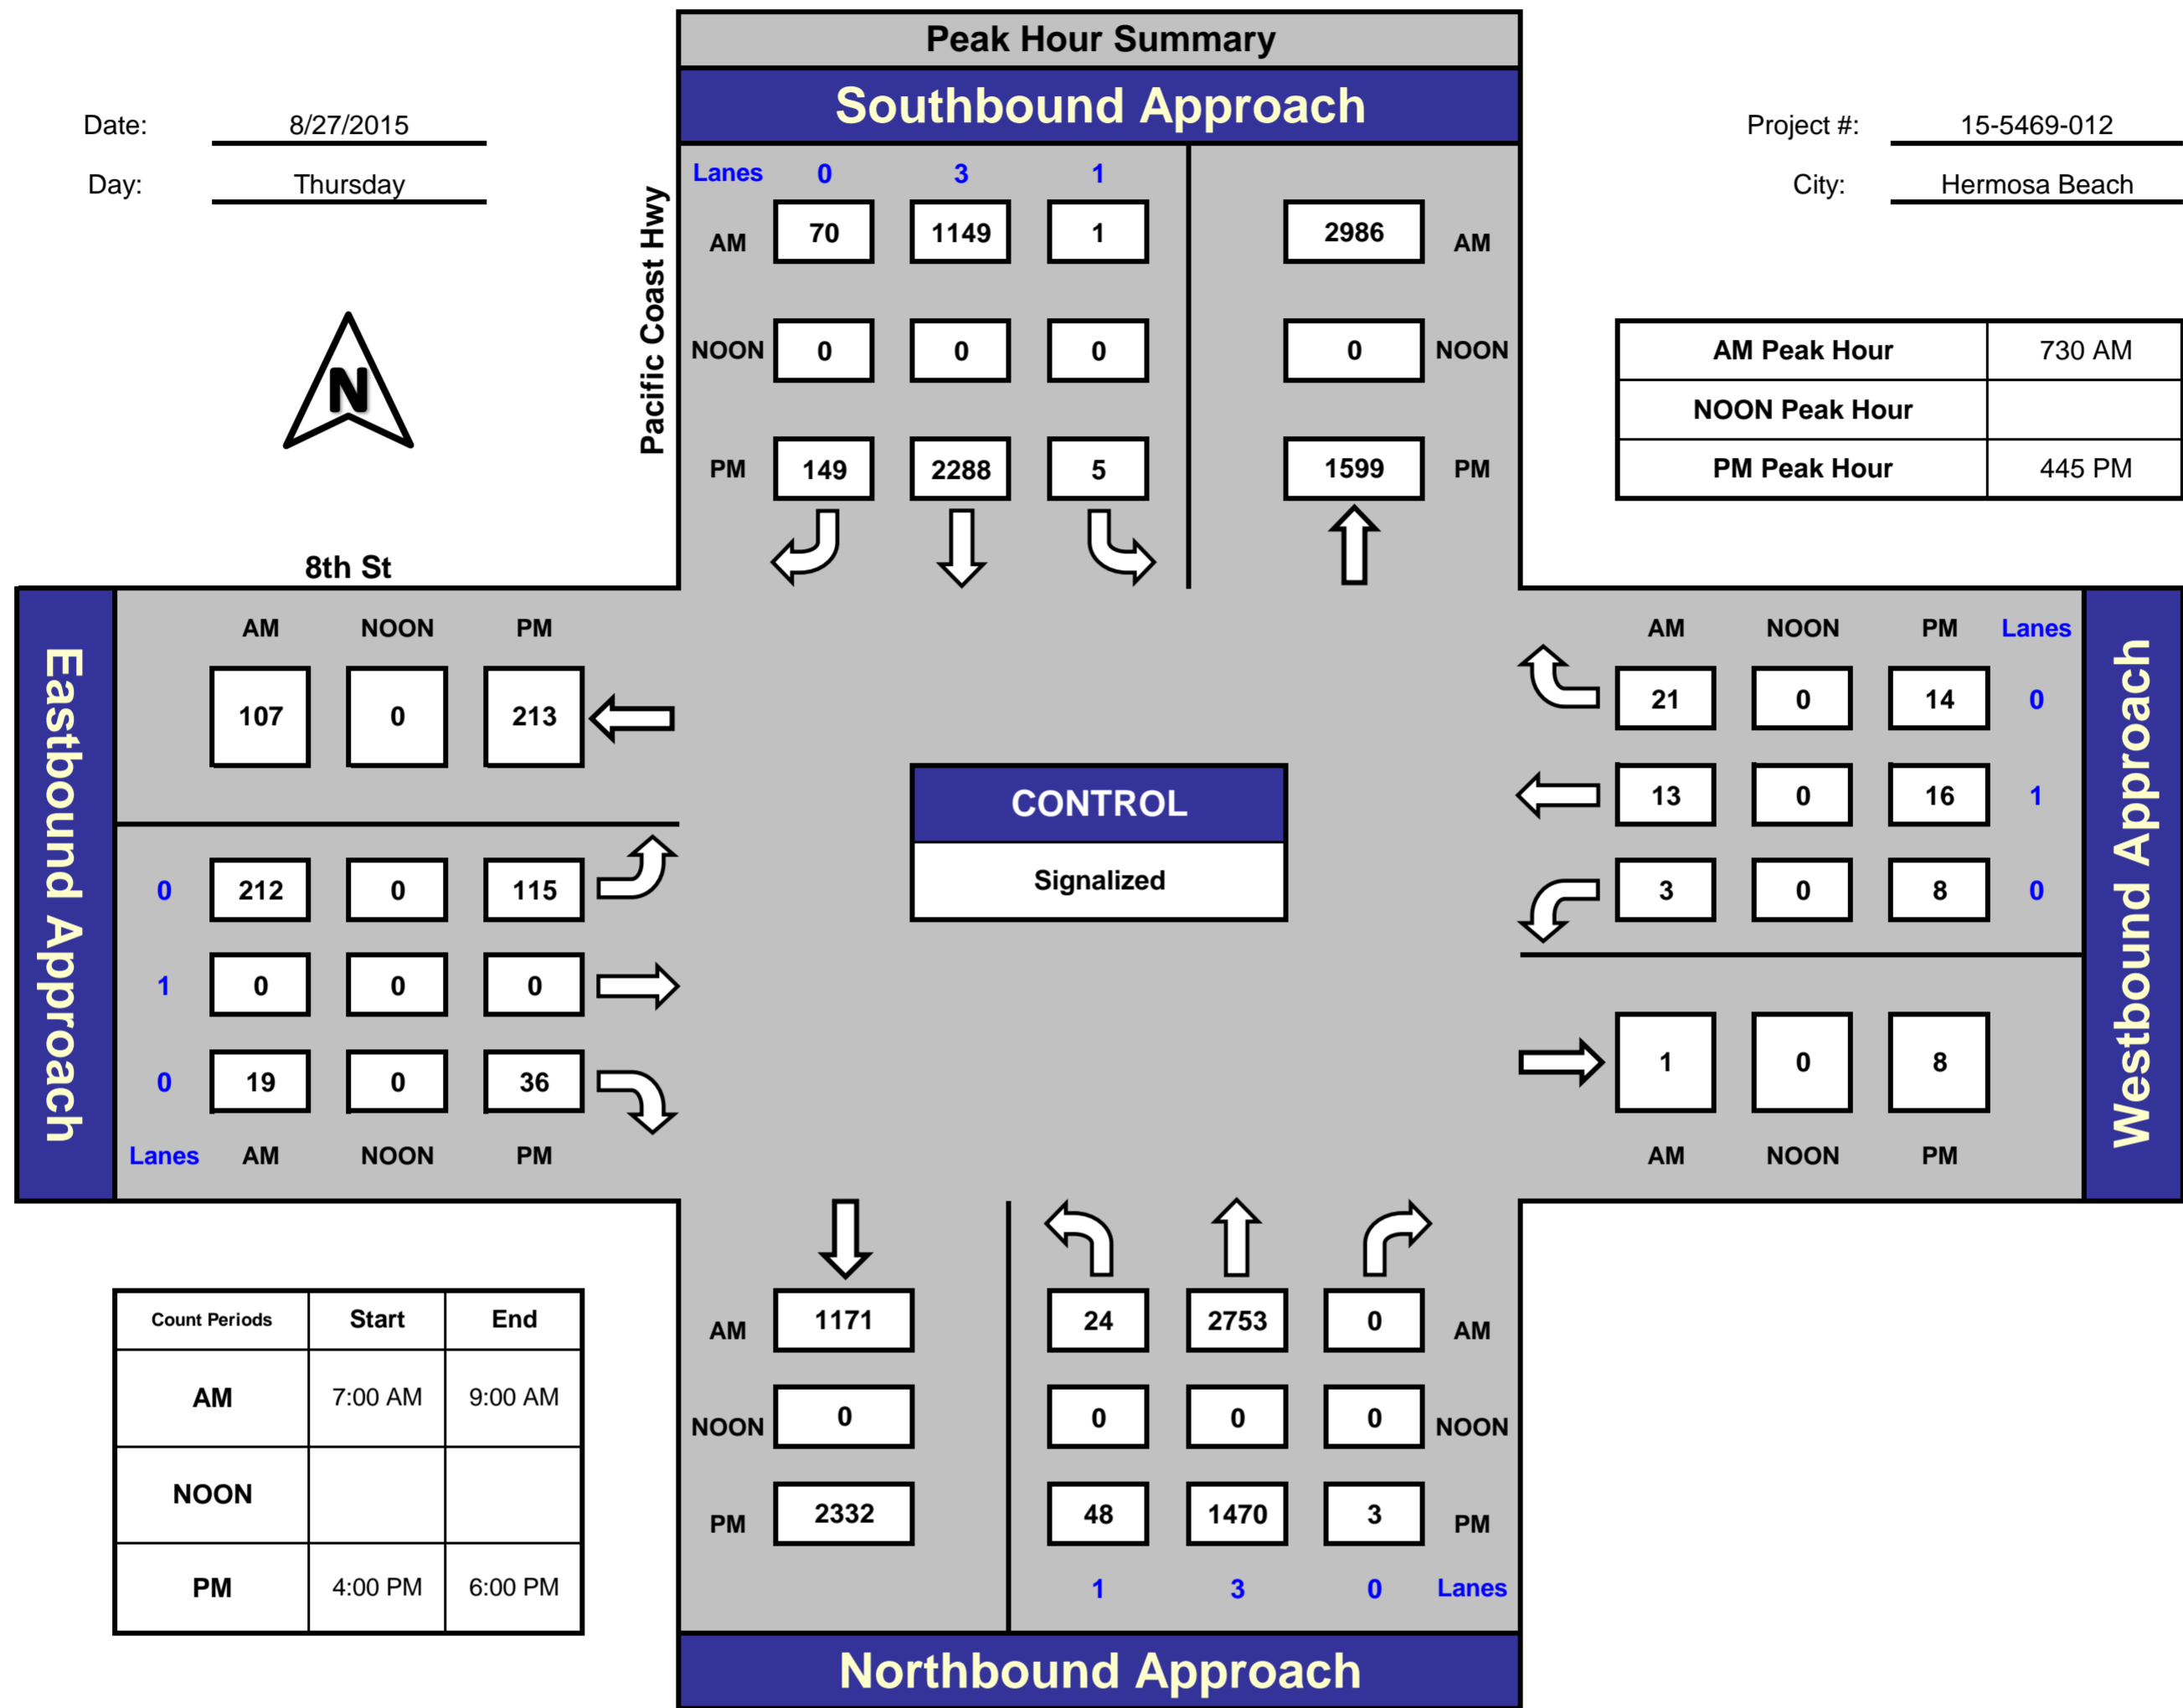 Peak Hour Summary
Southbound Approach
Date: 8/27/2015
Day: Thursday
Project #: 15-5469-012
City: Hermosa Beach
N
Pacific Coast Hwy
Lanes 0 3 1
AM 70 1149 1 2986 AM
NOON 0 0 0 0 NOON
PM 149 2288 5 1599 PM
AM Peak Hour 730 AM
NOON Peak Hour
PM Peak Hour 445 PM
8th St
Eastbound Approach
AM NOON PM
107 0 213
0 212 0 115
1 0 0 0
0 19 0 36
Lanes AM NOON PM
CONTROL
Signalized
AM NOON PM Lanes
21 0 14 0
13 0 16 1
3 0 8 0
1 0 8
AM NOON PM
Westbound Approach
Count Periods Start End
AM 7:00 AM 9:00 AM
NOON
PM 4:00 PM 6:00 PM
AM 1171 24 2753 0 AM
NOON 0 0 0 0 NOON
PM 2332 48 1470 3 PM
1 3 0 Lanes
Northbound Approach